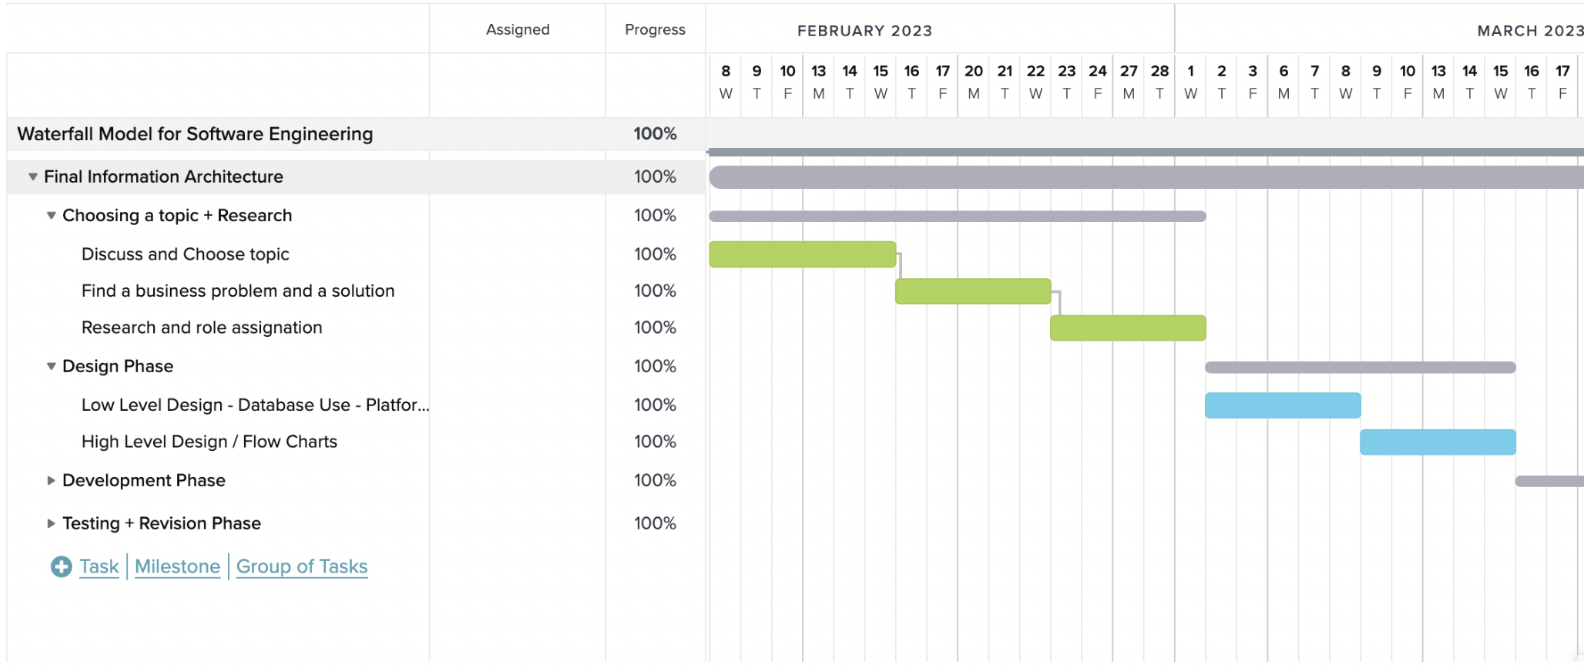 Assigned Progress FEBRUARY 2023 MARCH 2023
8 9 10 13 14 15 16 17 20 21 22 23 24 27 28 1 2 3 6 7 8 9 10 13 14 15 16 17
W T F M T W T F M T W T F M T W T F M T W T F M T W T F
Waterfall Model for Software Engineering 100%
Final Information Architecture 100%
Choosing a topic + Research 100%
Discuss and Choose topic 100%
Find a business problem and a solution 100%
Research and role assignation 100%
Design Phase 100%
Low Level Design - Database Use - Platfor... 100%
High Level Design / Flow Charts 100%
Development Phase 100%
Testing + Revision Phase 100%
Task | Milestone | Group of Tasks